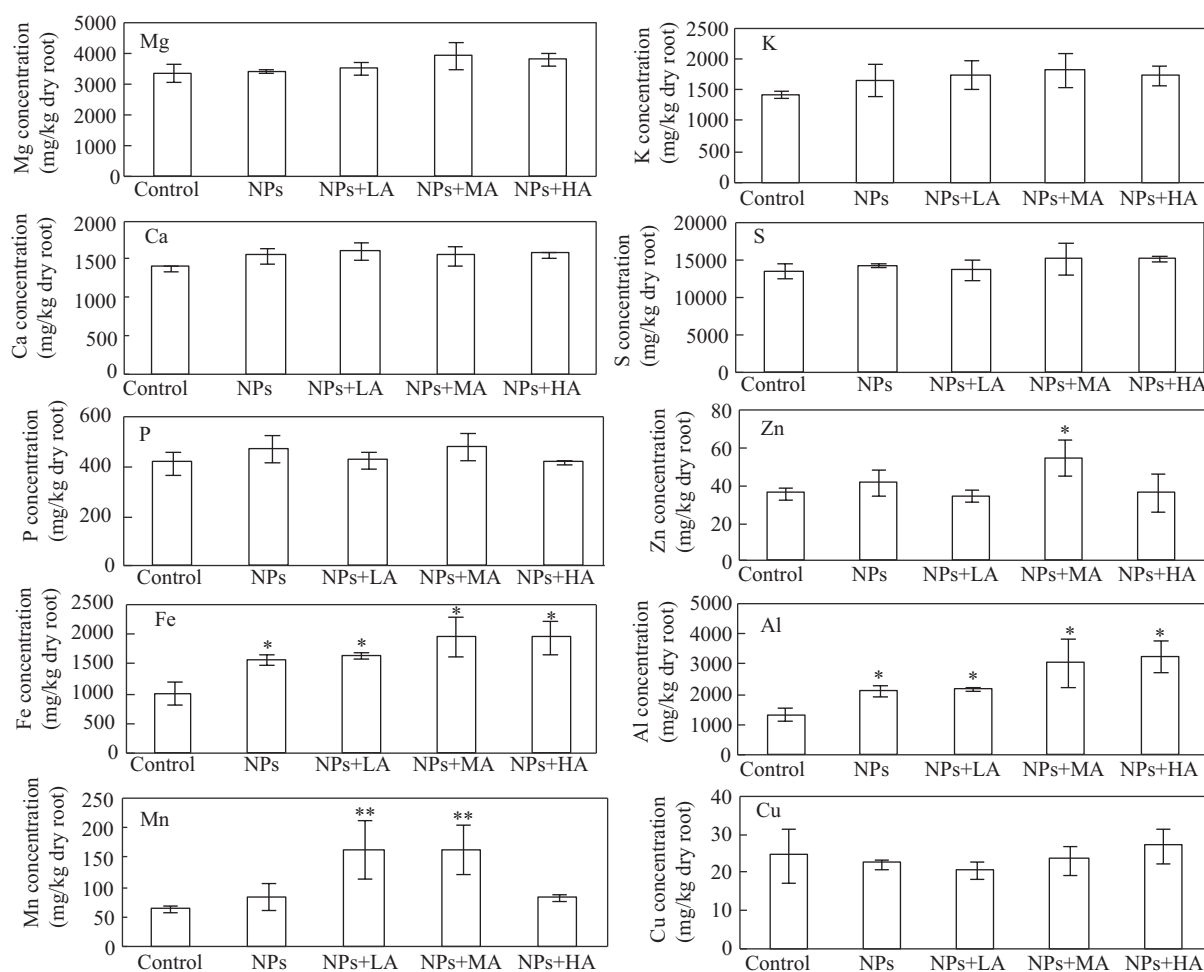 Mg concentration
(mg/kg dry root)
5000
4000
3000
2000
1000
0
Mg
Control NPs NPs+LA NPs+MA NPs+HA
K concentration
(mg/kg dry root)
2500
2000
1500
1000
500
0
K
Control NPs NPs+LA NPs+MA NPs+HA
Ca concentration
(mg/kg dry root)
2000
1500
1000
500
0
Ca
Control NPs NPs+LA NPs+MA NPs+HA
S concentration
(mg/kg dry root)
20000
15000
10000
5000
0
S
Control NPs NPs+LA NPs+MA NPs+HA
P concentration
(mg/kg dry root)
600
400
200
0
P
Control NPs NPs+LA NPs+MA NPs+HA
Zn concentration
(mg/kg dry root)
80
60
40
20
0
Zn
*
Control NPs NPs+LA NPs+MA NPs+HA
Fe concentration
(mg/kg dry root)
2500
2000
1500
1000
500
0
Fe
* * * *
Control NPs NPs+LA NPs+MA NPs+HA
Al concentration
(mg/kg dry root)
5000
4000
3000
2000
1000
0
Al
* * * *
Control NPs NPs+LA NPs+MA NPs+HA
Mn concentration
(mg/kg dry root)
250
200
150
100
50
0
Mn
** **
Control NPs NPs+LA NPs+MA NPs+HA
Cu concentration
(mg/kg dry root)
40
30
20
10
0
Cu
Control NPs NPs+LA NPs+MA NPs+HA